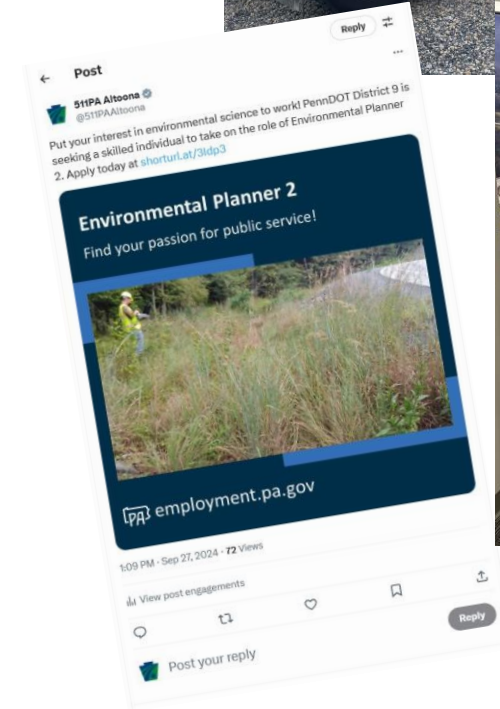 Reply
Post
511PA Altoona
@511PAAltoona
Put your interest in environmental science to work! PennDOT District 9 is
seeking a skilled individual to take on the role of Environmental Planner
2. Apply today at shorturl.at/3ldp3
Environmental Planner 2
Find your passion for public service!
PA employment.pa.gov
1:09 PM · Sep 27, 2024 · 72 Views
View post engagements
Post your reply
Reply